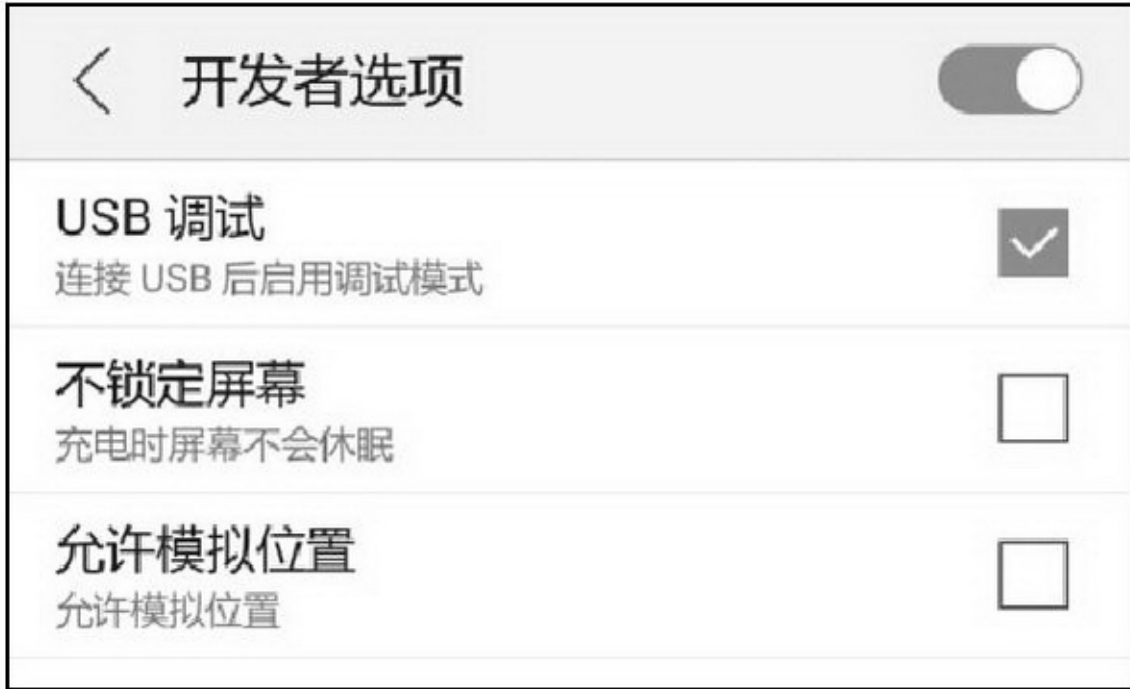 开发者选项
USB 调试
连接 USB 后启用调试模式
不锁定屏幕
充电时屏幕不会休眠
允许模拟位置
允许模拟位置